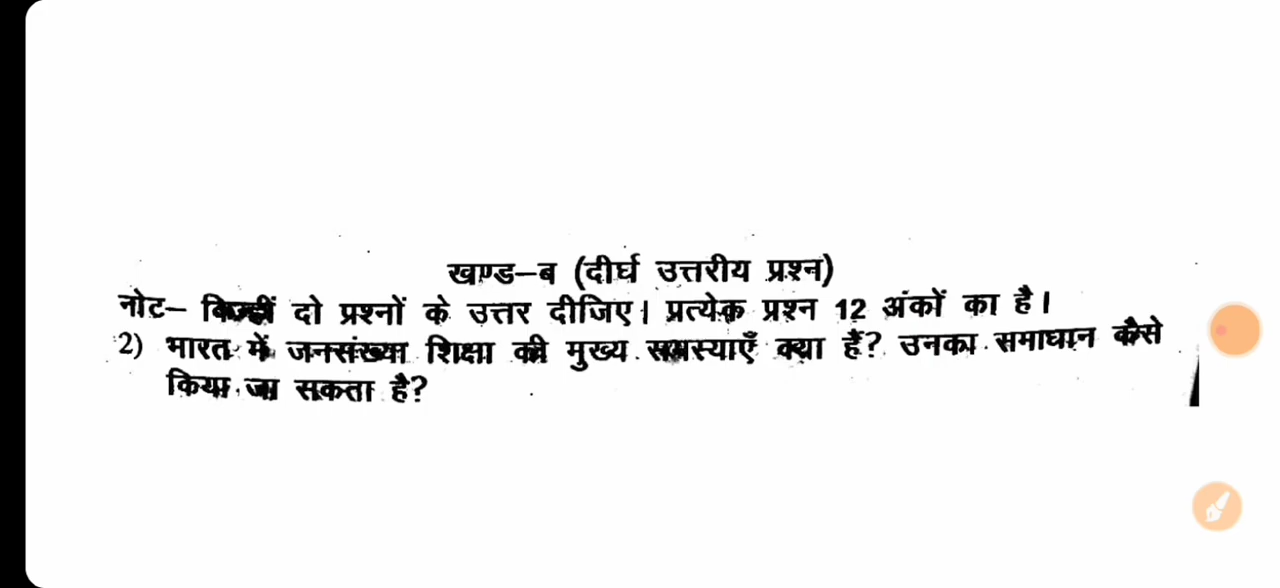 खण्ड–ब (दीर्घ उत्तरीय प्रश्न)
नोट– किन्हीं दो प्रश्नों के उत्तर दीजिए। प्रत्येक प्रश्न 12 अंकों का है।
2) भारत में जनसंख्या शिक्षा की मुख्य समस्याएँ क्या हैं? उनका समाधान कैसे
किया जा सकता है?